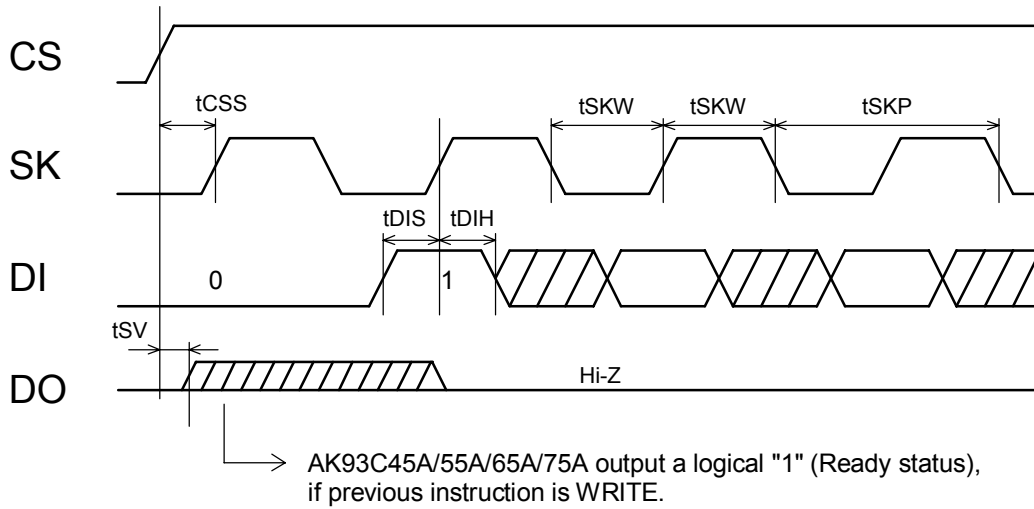 CS
tCSS
tSKW tSKW tSKP
SK
tDIS tDIH
DI 0 1
tSV
DO Hi-Z
AK93C45A/55A/65A/75A output a logical "1" (Ready status),
if previous instruction is WRITE.